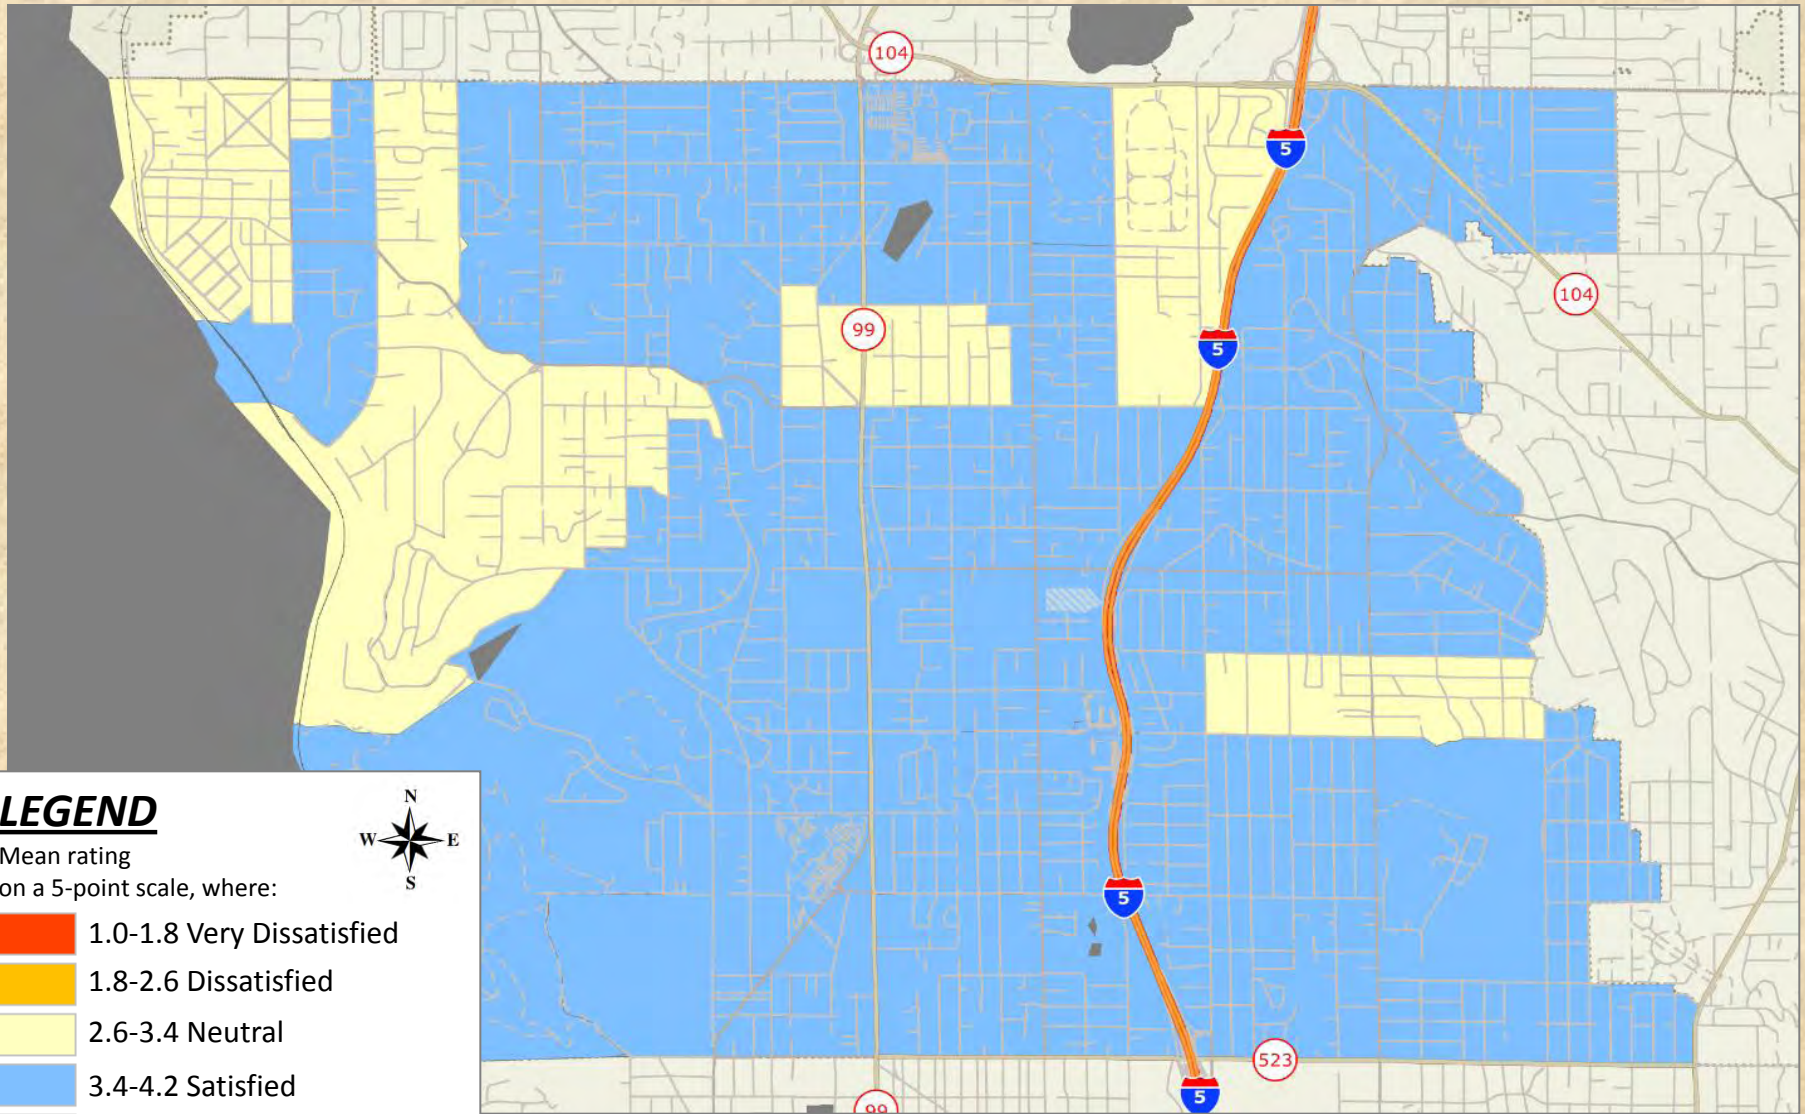 104
5
104
99
5
LEGEND
N
W E
S
Mean rating
on a 5-point scale, where:
1.0-1.8 Very Dissatisfied
1.8-2.6 Dissatisfied
2.6-3.4 Neutral
3.4-4.2 Satisfied
5
523
5
99